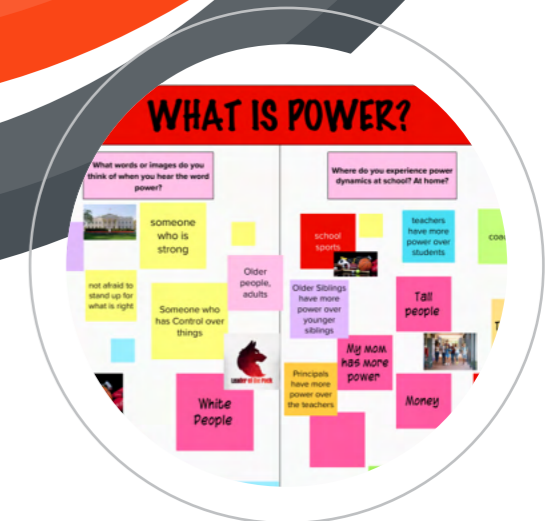 WHAT IS POWER?
What words or images do you
think of when you hear the word
power?
someone
who is
strong
not afraid to
stand up for
what is right
Someone who
has Control over
things
Older
people,
adults
Leader of the Pack
White
People
Where do you experience power
dynamics at school? At home?
school
sports
teachers
have more
power over
students
Older Siblings
have more
power over
younger
siblings
Tall
people
My mom
has more
power
Principals
have more
power over
the teachers
Money